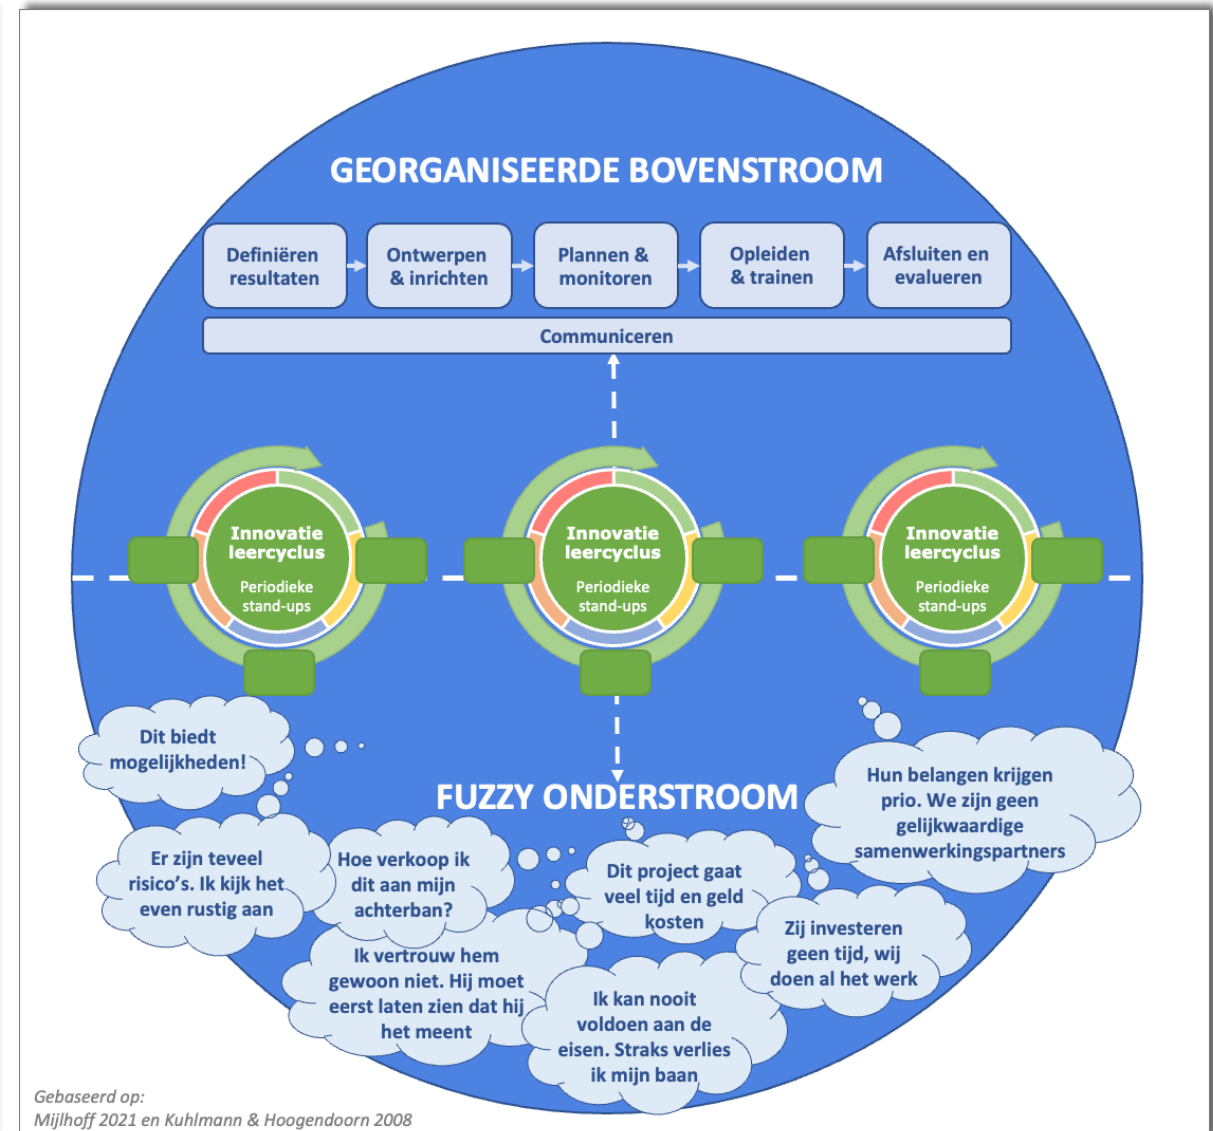 GEORGANISEERDE BOVENSTROOM
Definiëren
resultaten
Ontwerpen
& inrichten
Plannen &
monitoren
Opleiden
& trainen
Afsluiten en
evalueren
Communiceren
Innovatie
leercyclus
Periodieke
stand-ups
Innovatie
leercyclus
Periodieke
stand-ups
Innovatie
leercyclus
Periodieke
stand-ups
Dit biedt
mogelijkheden!
FUZZY ONDERSTROOM
Hun belangen krijgen
prio. We zijn geen
gelijkwaardige
samenwerkingspartners
Er zijn teveel
risico's. Ik kijk het
even rustig aan
Hoe verkoop ik
dit aan mijn
achterban?
Dit project gaat
veel tijd en geld
kosten
Zij investeren
geen tijd, wij
doen al het werk
Ik vertrouw hem
gewoon niet. Hij moet
eerst laten zien dat hij
het meent
Ik kan nooit
voldoen aan de
eisen. Straks verlies
ik mijn baan
Gebaseerd op:
Mijlhoff 2021 en Kuhlmann & Hoogendoorn 2008